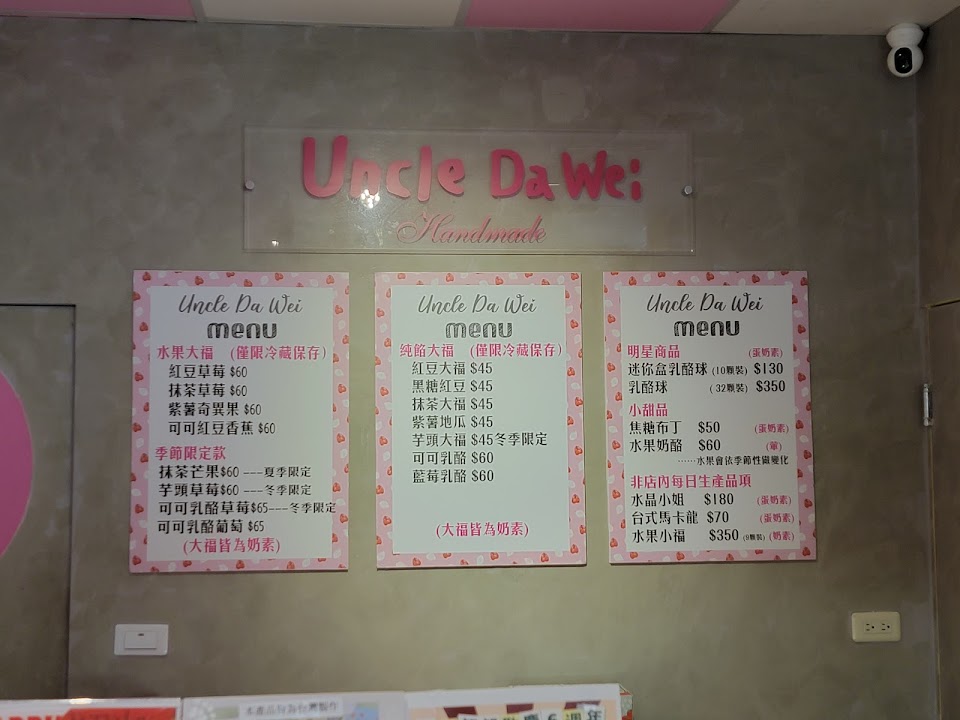 Uncle Da Wei
Handmade
Uncle Da Wei
menu
水果大福 (僅限冷藏保存)
紅豆草莓 $60
抹茶草莓 $60
紫薯奇異果 $60
可可紅豆香蕉 $60
季節限定款
抹茶芒果$60 ---夏季限定
芋頭草莓$60 ---冬季限定
可可乳酪草莓$65---冬季限定
可可乳酪葡萄 $65
(大福皆為奶素)
Uncle Da Wei
menu
純餡大福 (僅限冷藏保存)
紅豆大福 $45
黑糖紅豆 $45
抹茶大福 $45
紫薯地瓜 $45
芋頭大福 $45冬季限定
可可乳酪 $60
藍莓乳酪 $60
(大福皆為奶素)
Uncle Da Wei
menu
明星商品 (蛋奶素)
迷你盒乳酪球 (10顆裝) $130
乳酪球 (32顆裝) $350
小甜品
焦糖布丁 $50 (蛋奶素)
水果奶酪 $60 (葷)
……水果會依季節性做變化
非店內每日生產品項
水晶小姐 $180 (蛋奶素)
台式馬卡龍 $70 (蛋奶素)
水果小福 $350 (9顆裝) (奶素)